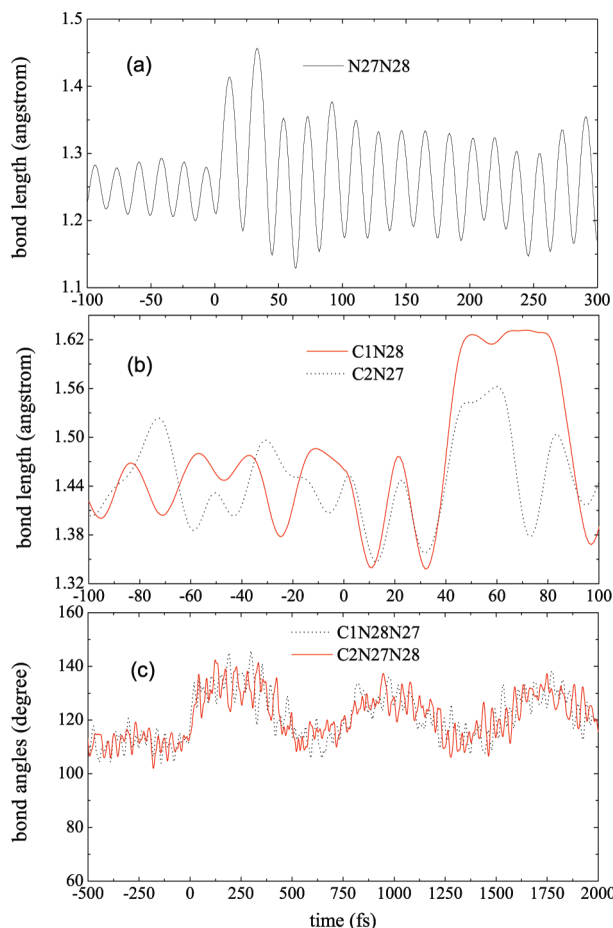 1.5
(a)
N27N28
1.4
1.3
1.2
1.1
bond length (angstrom)
-100 -50 0 50 100 150 200 250 300
1.62
(b)
C1N28
C2N27
1.56
1.50
1.44
1.38
1.32
bond length (angstrom)
-100 -80 -60 -40 -20 0 20 40 60 80 100
160
(c)
C1N28N27
C2N27N28
140
120
100
80
60
bond angles (degree)
-500 -250 0 250 500 750 1000 1250 1500 1750 2000
time (fs)